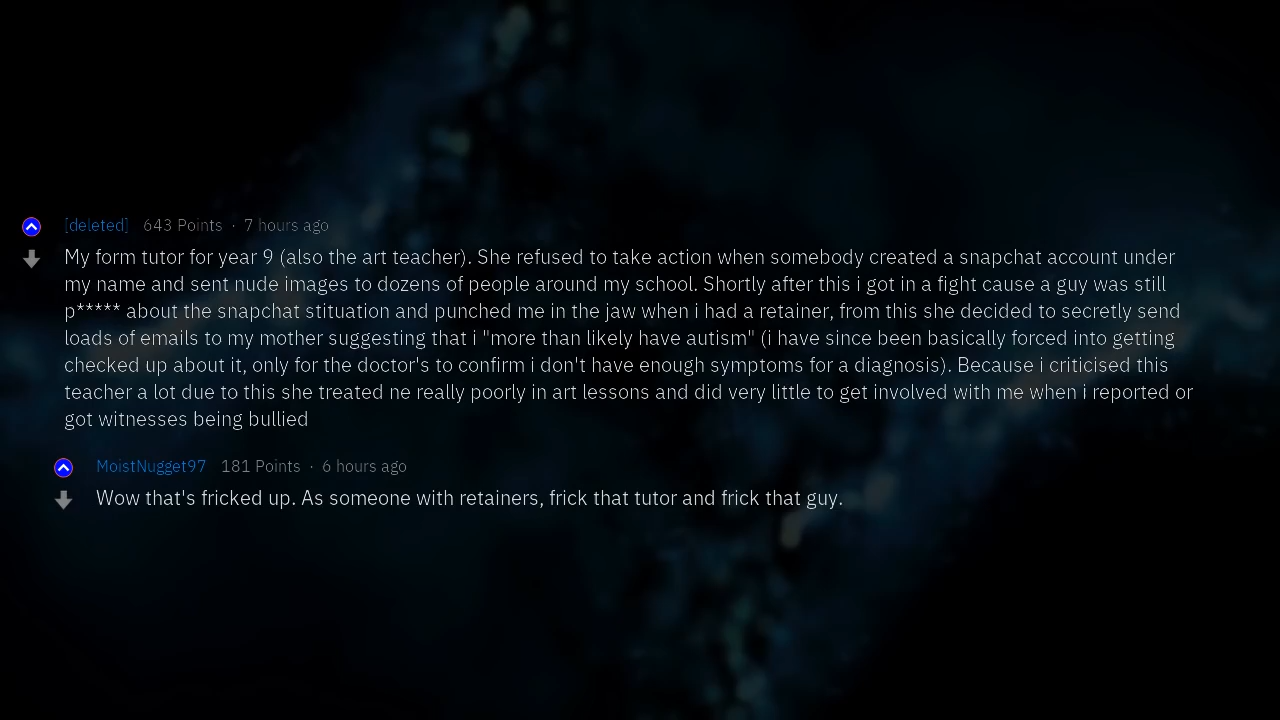 [deleted] 643 Points · 7 hours ago
My form tutor for year 9 (also the art teacher). She refused to take action when somebody created a snapchat account under
my name and sent nude images to dozens of people around my school. Shortly after this i got in a fight cause a guy was still
p***** about the snapchat stituation and punched me in the jaw when i had a retainer, from this she decided to secretly send
loads of emails to my mother suggesting that i "more than likely have autism" (i have since been basically forced into getting
checked up about it, only for the doctor's to confirm i don't have enough symptoms for a diagnosis). Because i criticised this
teacher a lot due to this she treated ne really poorly in art lessons and did very little to get involved with me when i reported or
got witnesses being bullied
MoistNugget97 181 Points · 6 hours ago
Wow that's fricked up. As someone with retainers, frick that tutor and frick that guy.